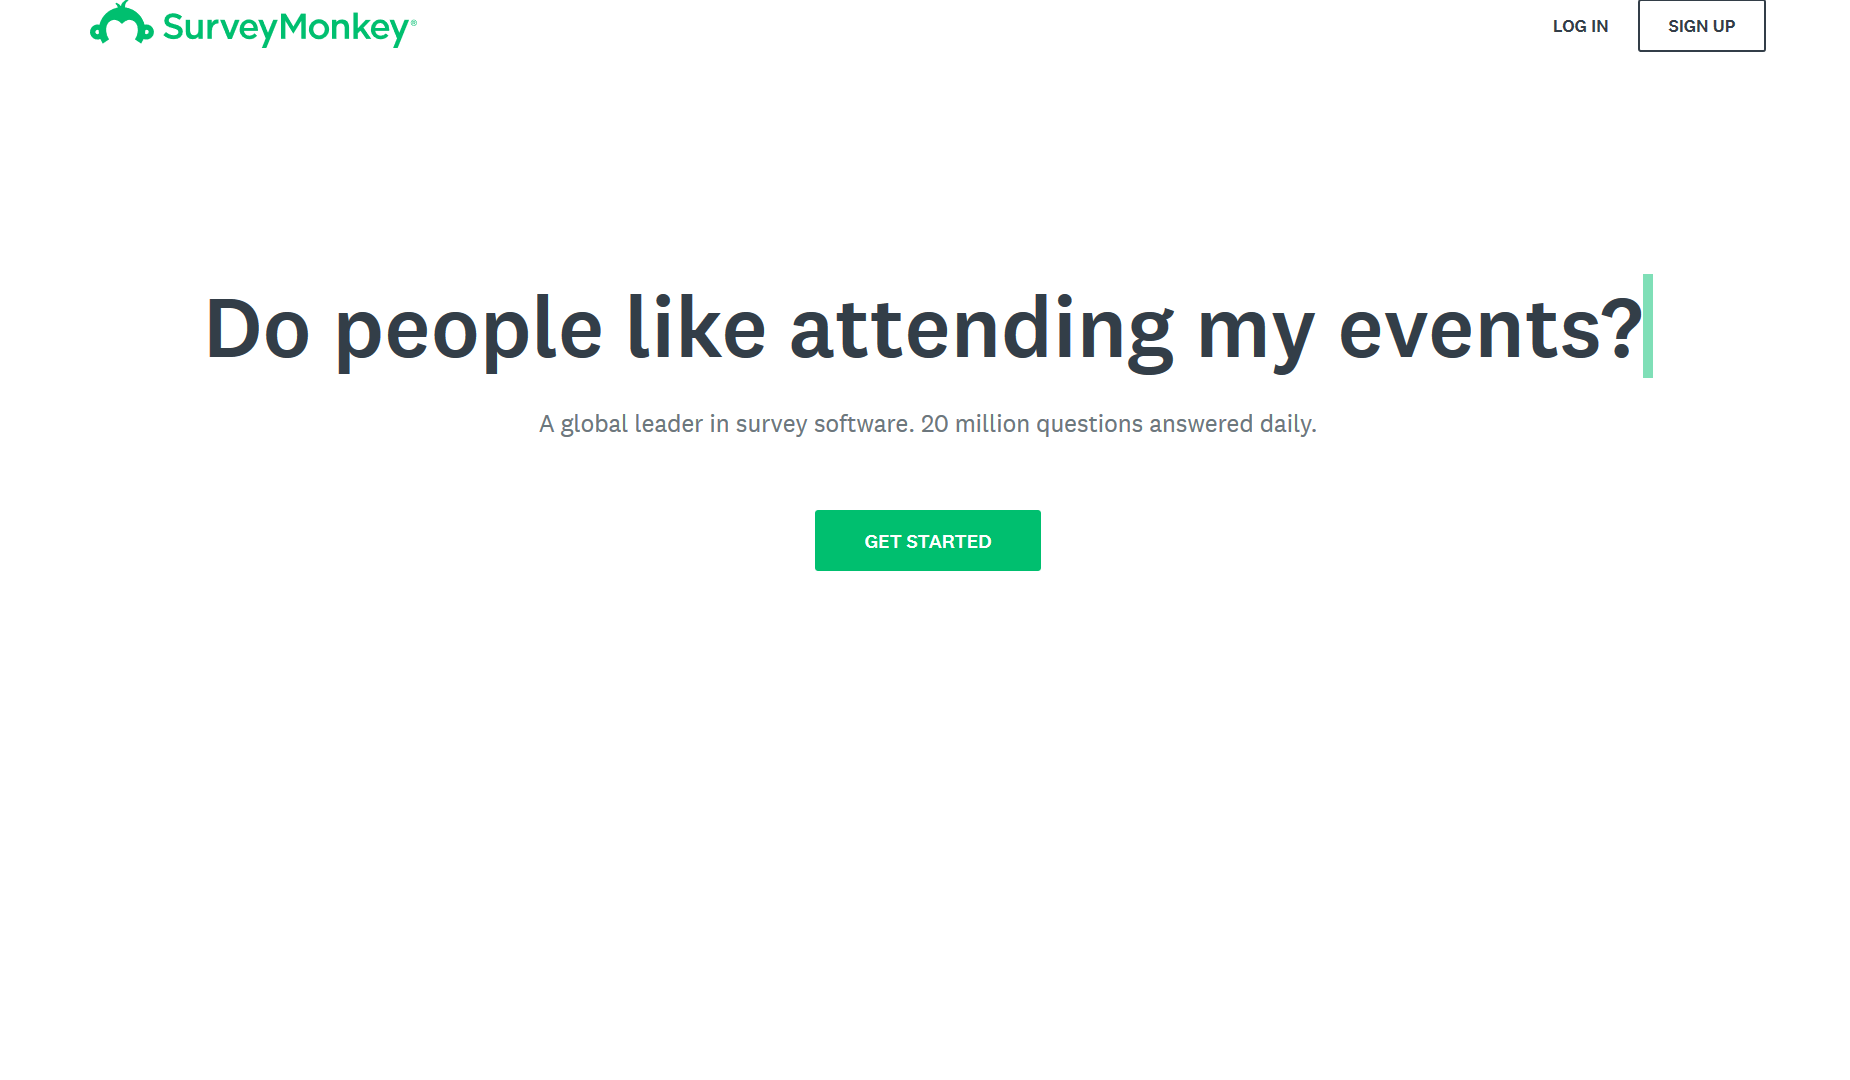 SurveyMonkey®
LOG IN
SIGN UP
Do people like attending my events?
A global leader in survey software. 20 million questions answered daily.
GET STARTED